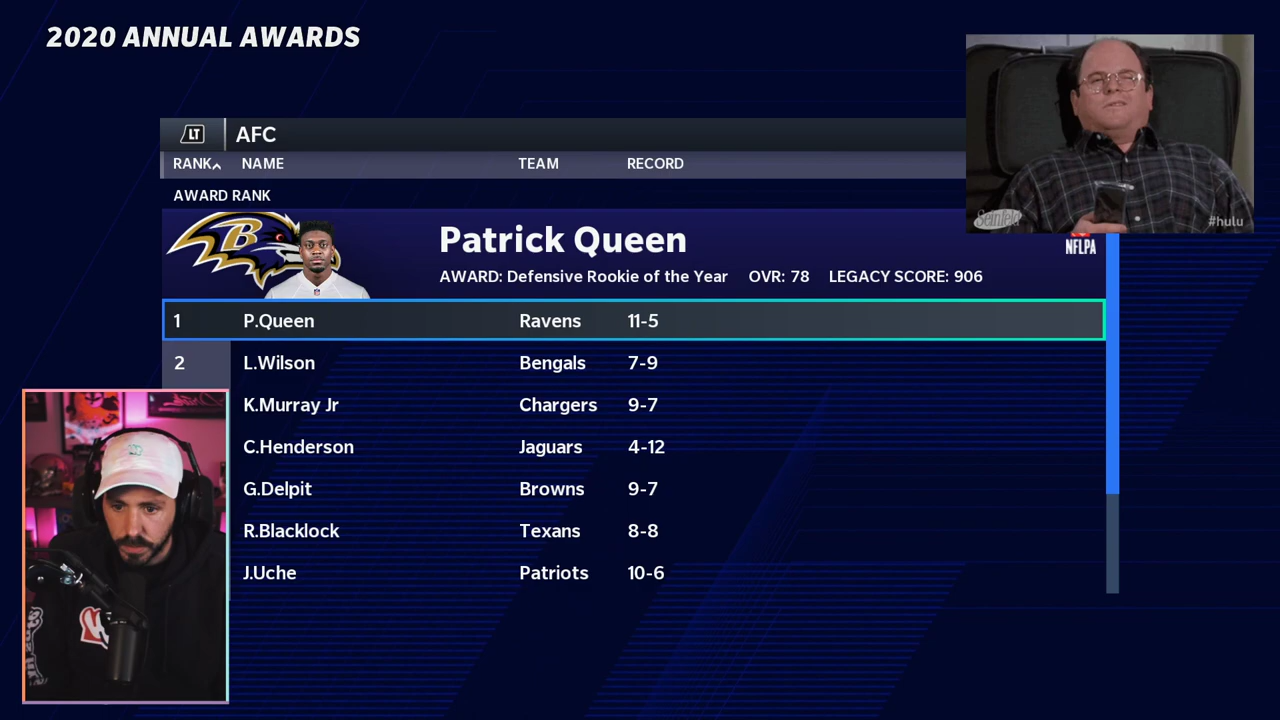 2020 ANNUAL AWARDS
LT AFC
RANK NAME TEAM RECORD
AWARD RANK
Patrick Queen
AWARD: Defensive Rookie of the Year OVR: 78 LEGACY SCORE: 906
NFLPA
Seinfeld
#hulu
1 P.Queen Ravens 11-5
2 L.Wilson Bengals 7-9
K.Murray Jr Chargers 9-7
C.Henderson Jaguars 4-12
G.Delpit Browns 9-7
R.Blacklock Texans 8-8
J.Uche Patriots 10-6